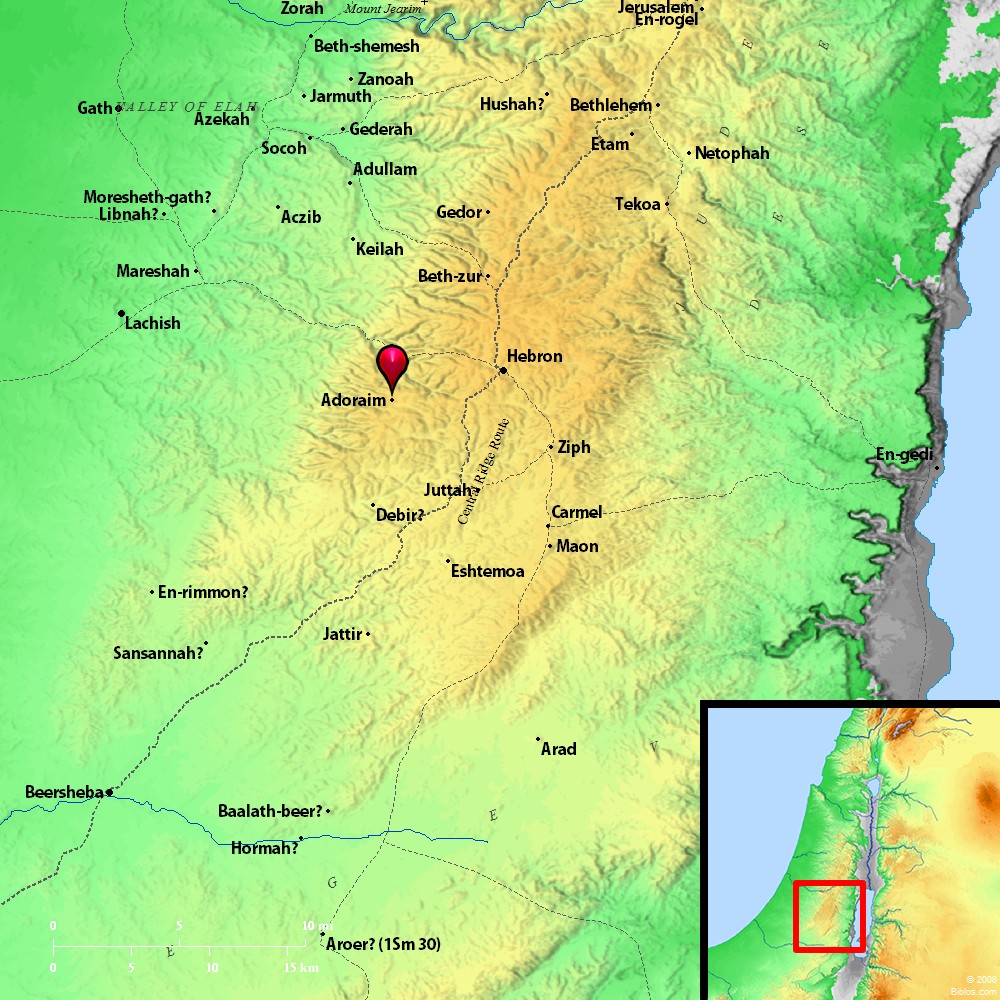 Zorah
Mount Jearim
Jerusalem
En-rogel
Beth-shemesh
Zanoah
Jarmuth
Gath
VALLEY OF ELAH
Azekah
Hushah?
Bethlehem
Gederah
Socoh
Etam
Netophah
Adullam
Moresheth-gath?
Libnah?
Aczib
Gedor
Tekoa
Keilah
Mareshah
Beth-zur
JUDEAN
DES
Lachish
Hebron
Adoraim
Central Ridge Route
Ziph
En-gedi
Juttah
Debir?
Carmel
Maon
Eshtemoa
En-rimmon?
Jattir
Sansannah?
Arad
Beersheba
Baalath-beer?
Hormah?
N E G E V
0 5 10 mi
Aroer? (1Sm 30)
0 5 10 15 km
© 2008
Biblos.com